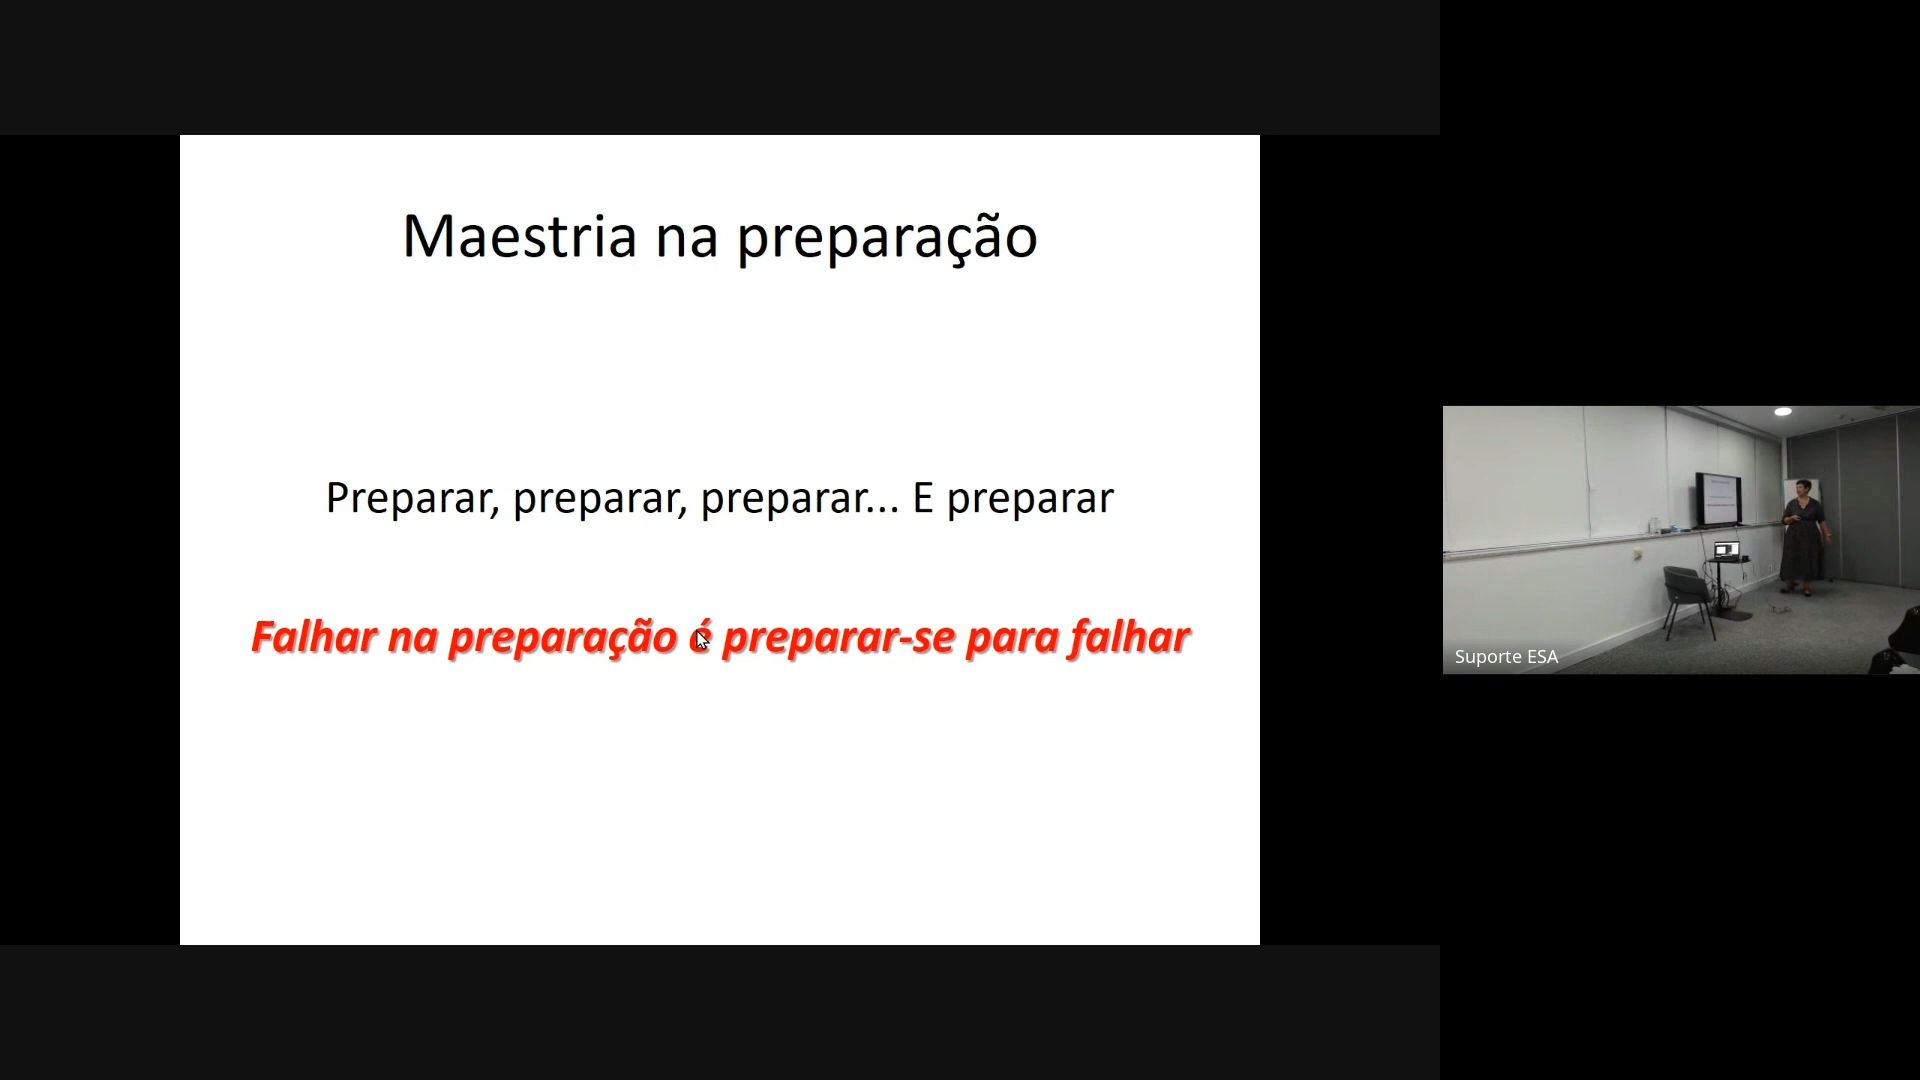 Maestria na preparação
Preparar, preparar, preparar... E preparar
Falhar na preparação é preparar-se para falhar
Suporte ESA